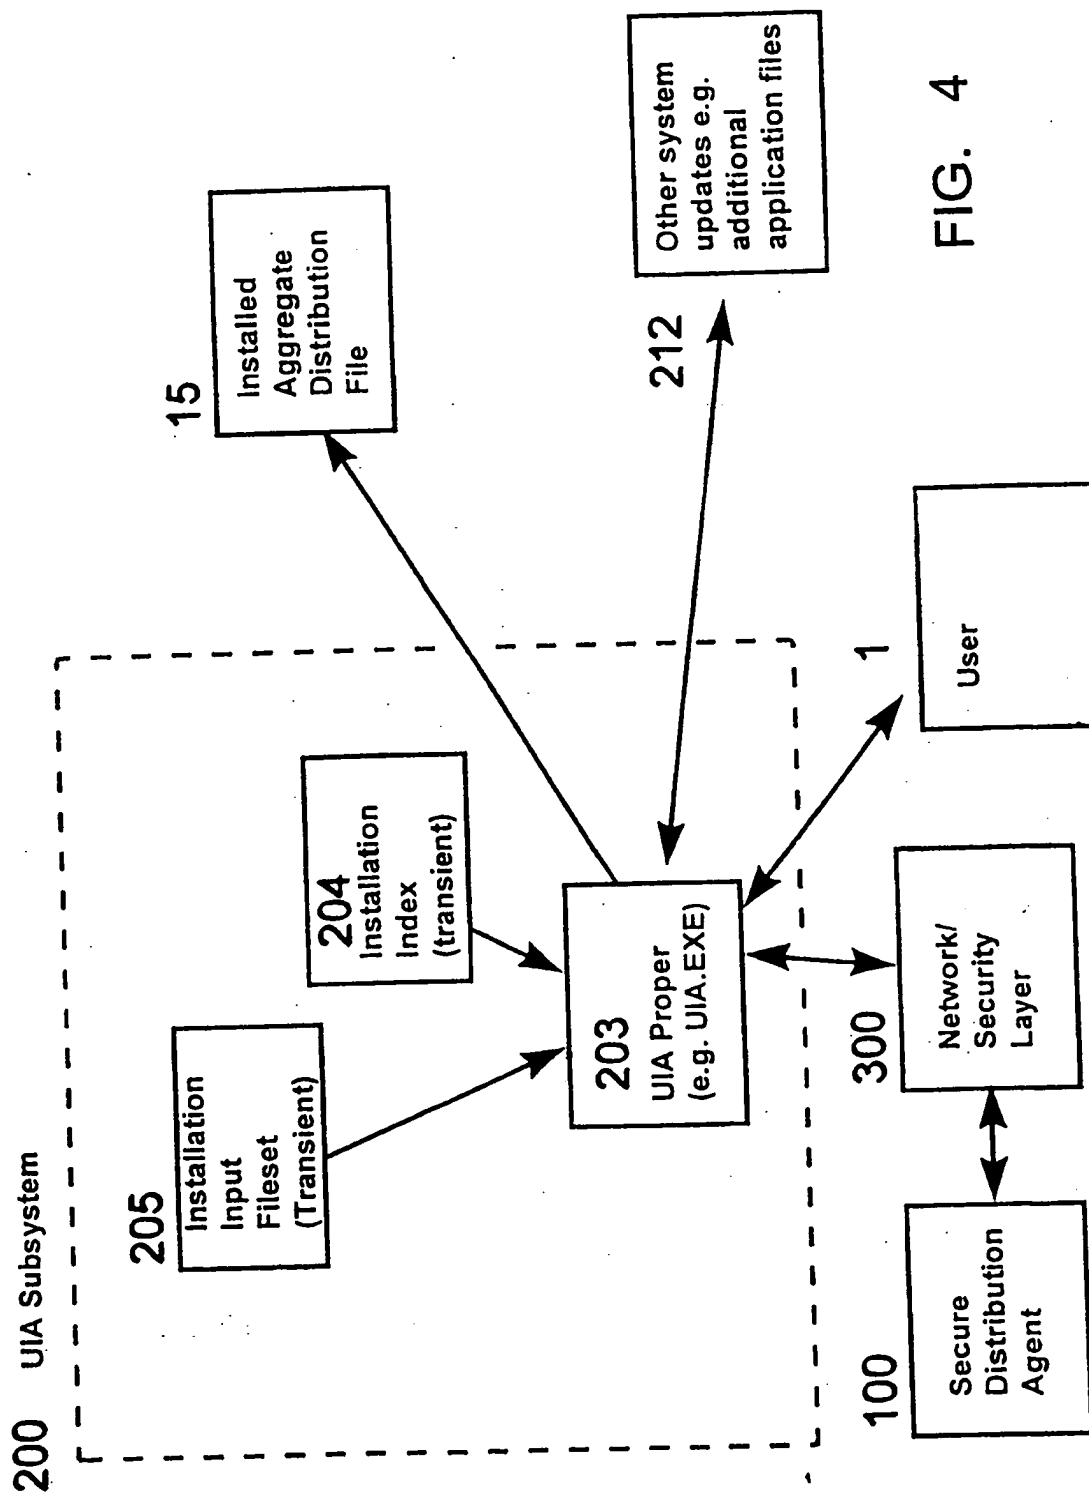 200 UIA Subsystem
205
Installation
Input
Fileset
(Transient)
204
Installation
Index
(transient)
15
Installed
Aggregate
Distribution
File
203
UIA Proper
(e.g. UIA.EXE)
212
Other system
updates e.g.
additional
application files
100
Secure
Distribution
Agent
300
Network/
Security
Layer
1
User
FIG. 4